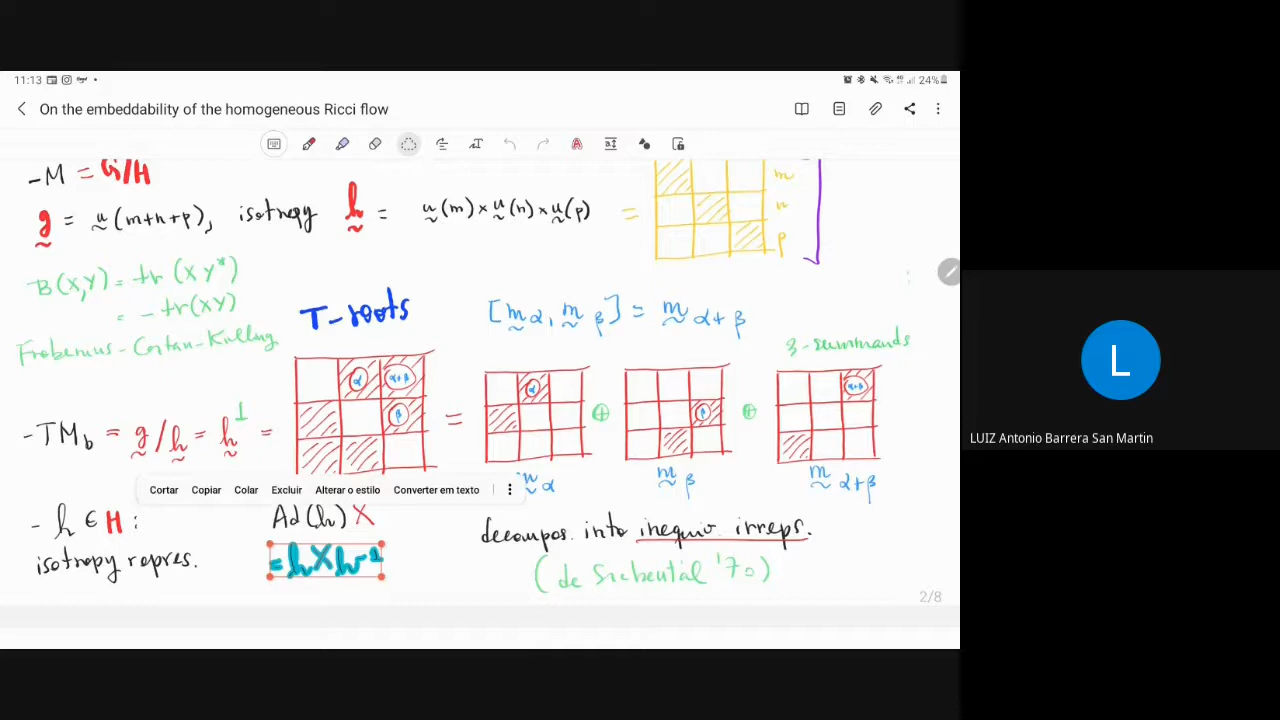 11:13 24%
On the embeddability of the homogeneous Ricci flow
- M = G/H
g = u(m+n+p), isotropy h = u(m) × u(n) × u(p) =
m
n
p
B(X,Y) = tr(XY*)
= -tr(XY)
Frobenius-Cartan-Killing
T-roots
[m α, m β] = m α+β
3-summands
α α+β
β
α β α+β
- TM b = g/h = h⊥ = = ⊕ ⊕
m α m β m α+β
Cortar Copiar Colar Excluir Alterar o estilo Converter em texto
- h ∈ H: Ad(h)X
isotropy repres. = hXh-1
decompos. into inequiv. irreps.
(de Siebental '70)
2/8
L
LUIZ Antonio Barrera San Martin